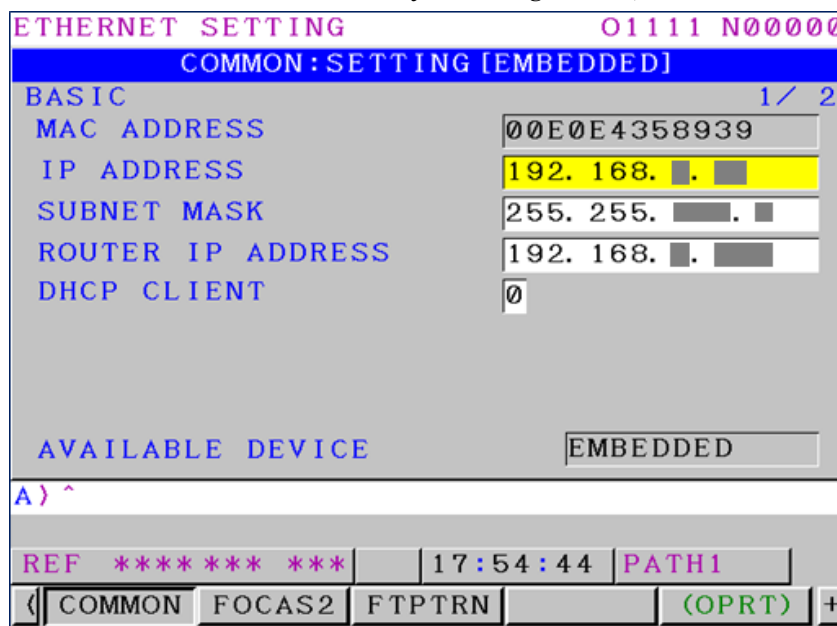 ETHERNET SETTING O1111 N00000
COMMON:SETTING[EMBEDDED]
BASIC 1/ 2
MAC ADDRESS 00E0E4358939
IP ADDRESS 192. 168. .
SUBNET MASK 255. 255. .
ROUTER IP ADDRESS 192. 168. .
DHCP CLIENT 0
AVAILABLE DEVICE EMBEDDED
A) ^
REF **** *** *** 17:54:44 PATH1
( COMMON FOCAS2 FTPTRN (OPRT) +